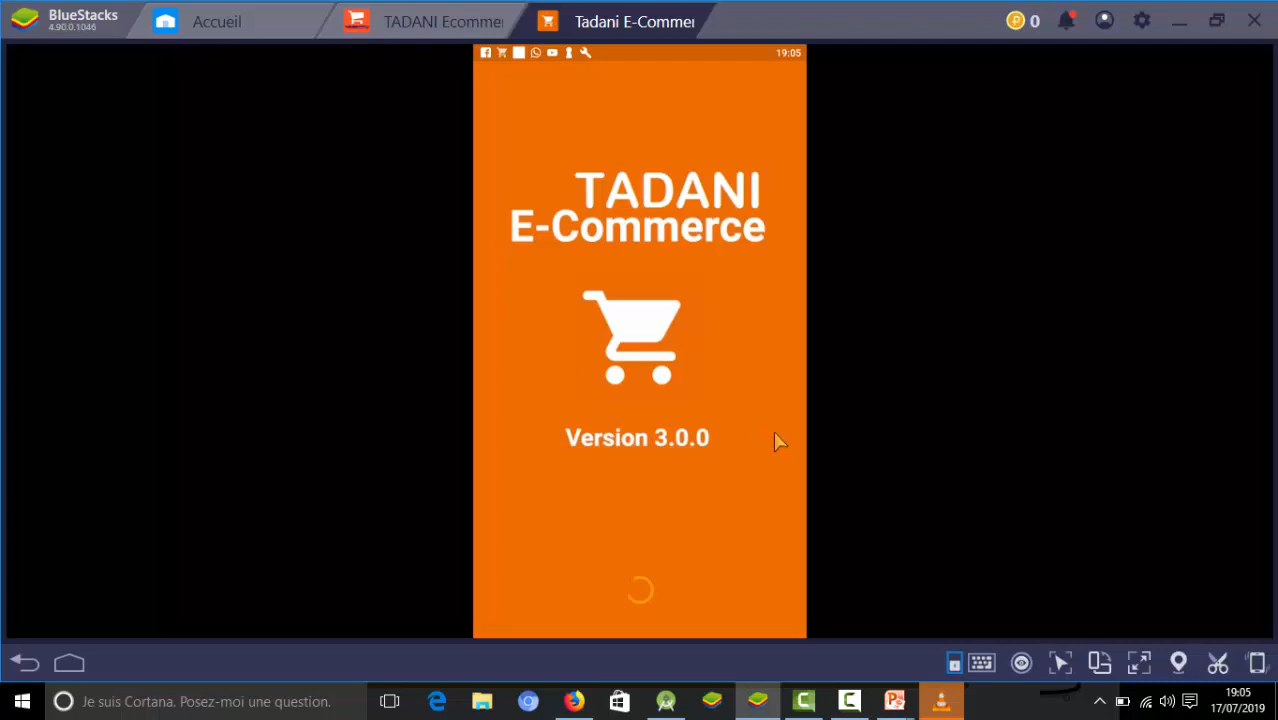 BlueStacks
4.90.0.1046
Accueil
TADANI Ecomme
Tadani E-Commer
0
19:05
TADANI
E-Commerce
Version 3.0.0
Je suis Cortana. Posez-moi une question.
19:05
17/07/2019